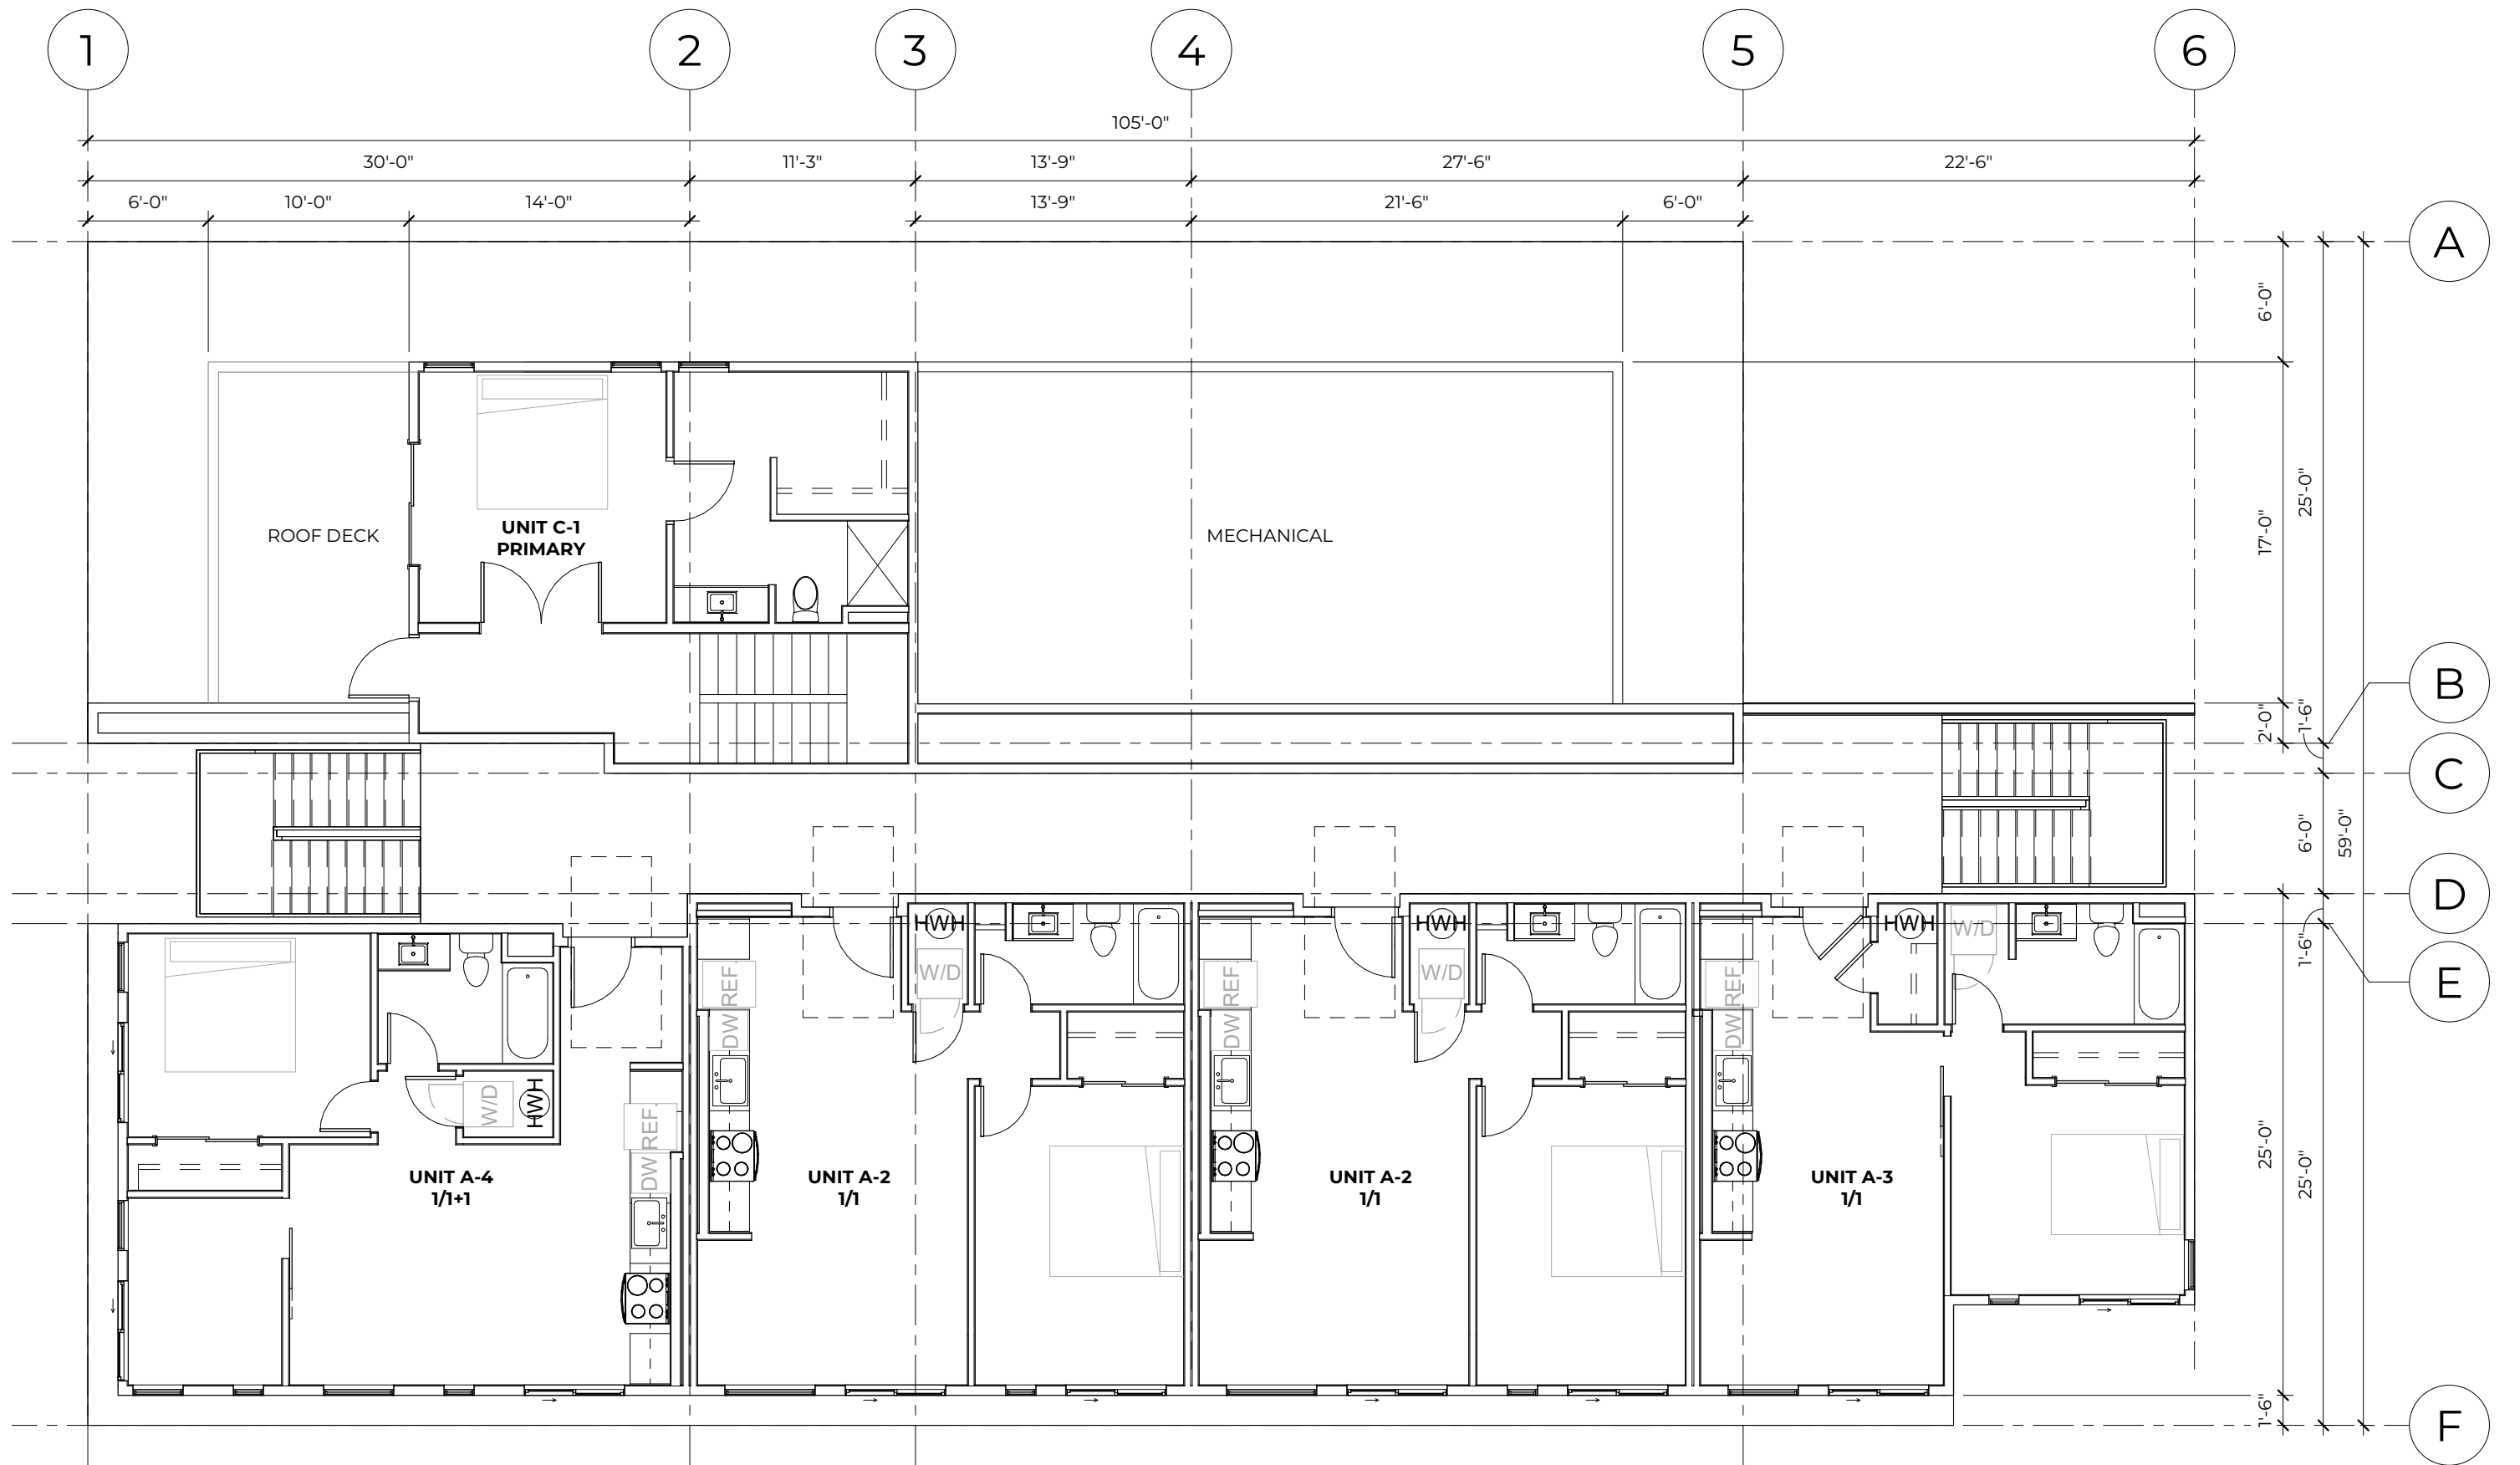 1
2
3
4
5
6
105'-0"
30'-0"
11'-3"
13'-9"
27'-6"
22'-6"
6'-0"
10'-0"
14'-0"
13'-9"
21'-6"
6'-0"
A
6'-0"
25'-0"
17'-0"
ROOF DECK
UNIT C-1
PRIMARY
MECHANICAL
B
2'-0"
1'-6"
C
6'-0"
59'-0"
D
1'-6"
E
HWH
W/D
REF.
DW
HWH
W/D
REF.
DW
HWH
W/D
REF.
DW
W/D
HWH
REF.
DW
UNIT A-4
1/1+1
UNIT A-2
1/1
UNIT A-2
1/1
UNIT A-3
1/1
25'-0"
25'-0"
1'-6"
F